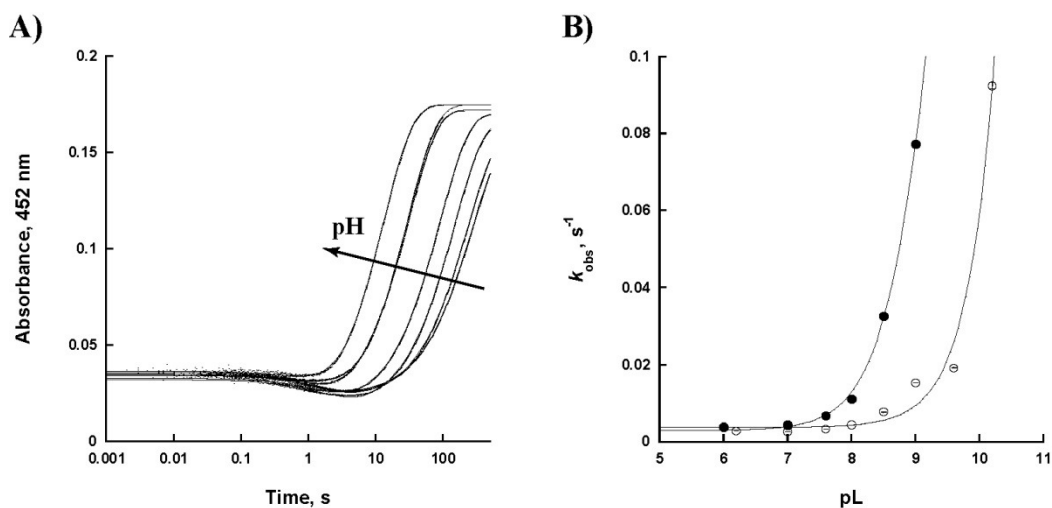 A)
Absorbance, 452 nm
0.2
0.15
0.1
0.05
0
pH
0.001 0.01 0.1 1 10 100
Time, s
B)
kobs, s-1
0.1
0.08
0.06
0.04
0.02
0
5 6 7 8 9 10 11
pL